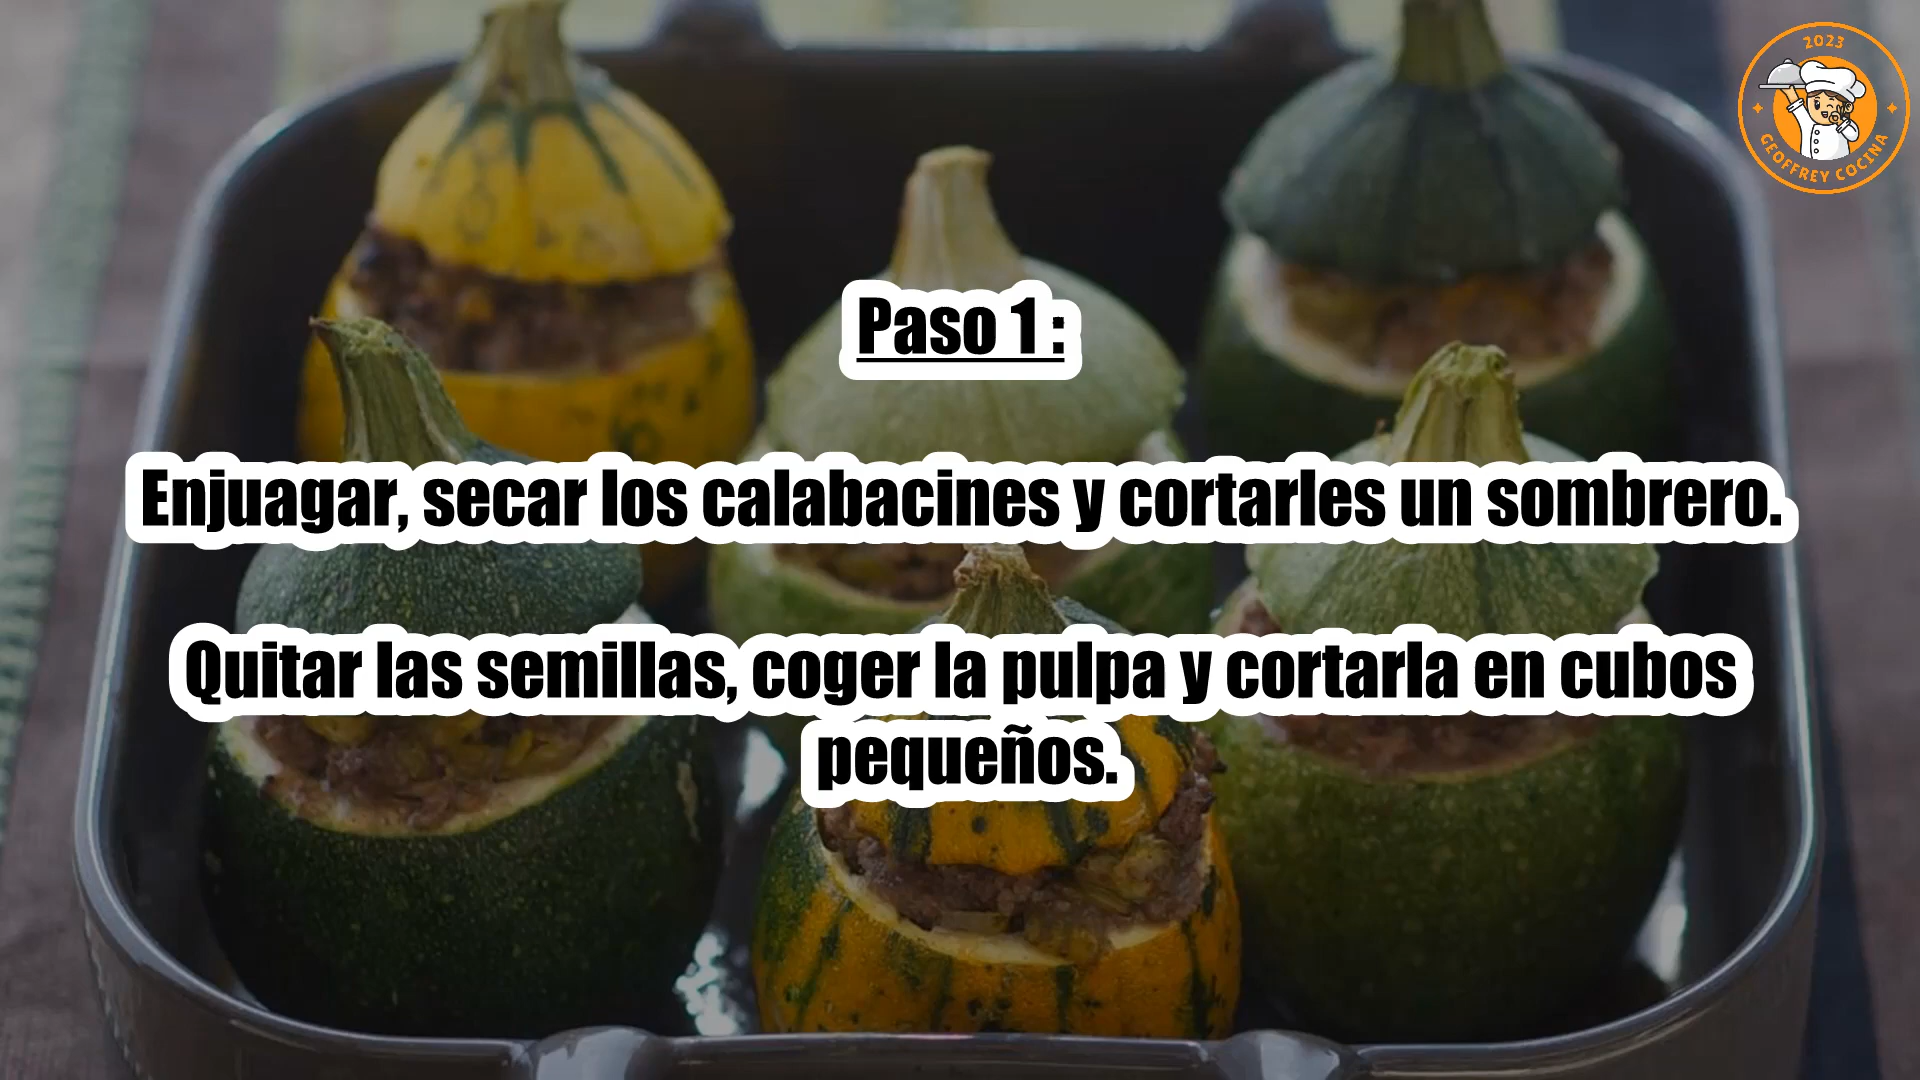 2023
GEOFFREY COCINA
Paso 1 :
Enjuagar, secar los calabacines y cortarles un sombrero.
Quitar las semillas, coger la pulpa y cortarla en cubos
pequeños.